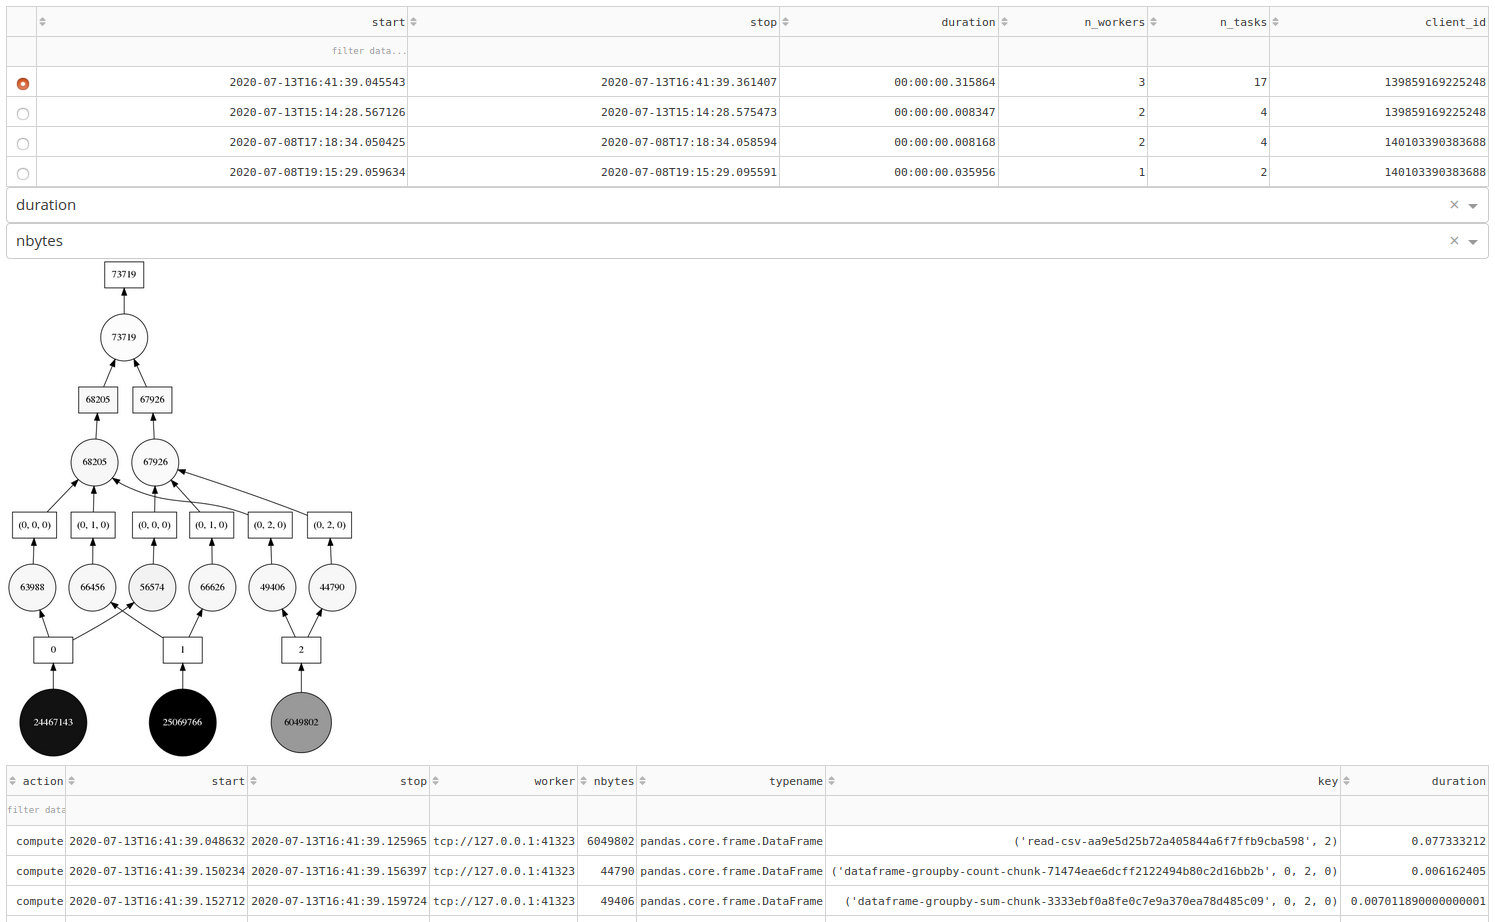 start stop duration n_workers n_tasks client_id
filter data...
2020-07-13T16:41:39.045543 2020-07-13T16:41:39.361407 00:00:00.315864 3 17 139859169225248
2020-07-13T15:14:28.567126 2020-07-13T15:14:28.575473 00:00:00.008347 2 4 139859169225248
2020-07-08T17:18:34.050425 2020-07-08T17:18:34.058594 00:00:00.008168 2 4 140103390383688
2020-07-08T19:15:29.059634 2020-07-08T19:15:29.095591 00:00:00.035956 1 2 140103390383688
duration
nbytes
73719
73719
68205 67926
68205 67926
(0, 0, 0) (0, 1, 0) (0, 0, 0) (0, 1, 0) (0, 2, 0) (0, 2, 0)
63988 66456 56574 66626 49406 44790
0 1 2
24467143 25069766 6049802
action start stop worker nbytes typename key duration
filter data
compute 2020-07-13T16:41:39.048632 2020-07-13T16:41:39.125965 tcp://127.0.0.1:41323 6049802 pandas.core.frame.DataFrame ('read-csv-aa9e5d25b72a405844a6f7ffb9cba598', 2) 0.077333212
compute 2020-07-13T16:41:39.150234 2020-07-13T16:41:39.156397 tcp://127.0.0.1:41323 44790 pandas.core.frame.DataFrame ('dataframe-groupby-count-chunk-71474eae6dcff2122494b80c2d16bb2b', 0, 2, 0) 0.006162405
compute 2020-07-13T16:41:39.152712 2020-07-13T16:41:39.159724 tcp://127.0.0.1:41323 49406 pandas.core.frame.DataFrame ('dataframe-groupby-sum-chunk-3333ebf0a8fe0c7e9a370ea78d485c09', 0, 2, 0) 0.007011890000000001